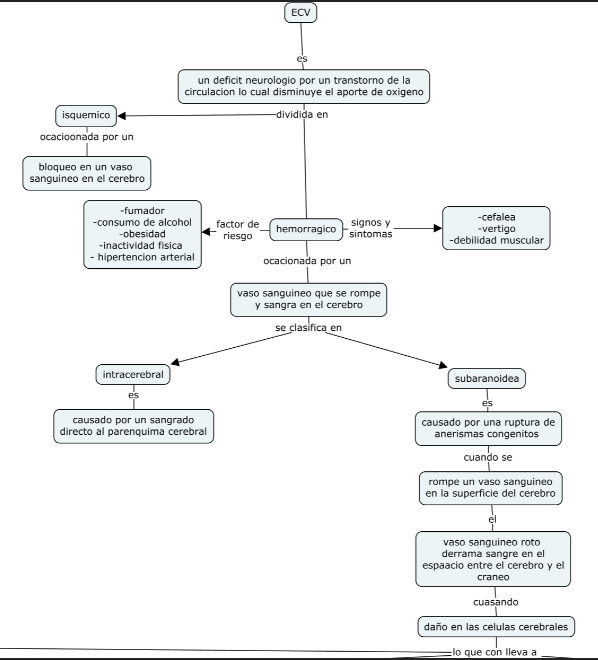 ECV
es
un deficit neurologio por un transtorno de la
circulacion lo cual disminuye el aporte de oxigeno
dividida en
isquemico
ocacioonada por un
bloqueo en un vaso
sanguineo en el cerebro
-fumador
-consumo de alcohol
-obesidad
-inactividad fisica
- hipertencion arterial
factor de
riesgo
hemorragico
signos y
sintomas
-cefalea
-vertigo
-debilidad muscular
ocacionada por un
vaso sanguineo que se rompe
y sangra en el cerebro
se clasifica en
intracerebral
es
causado por un sangrado
directo al parenquima cerebral
subaranoidea
es
causado por una ruptura de
anerismas congenitos
cuando se
rompe un vaso sanguineo
en la superficie del cerebro
el
vaso sanguineo roto
derrama sangre en el
espaacio entre el cerebro y el
craneo
cuasando
daño en las celulas cerebrales
lo que con lleva a